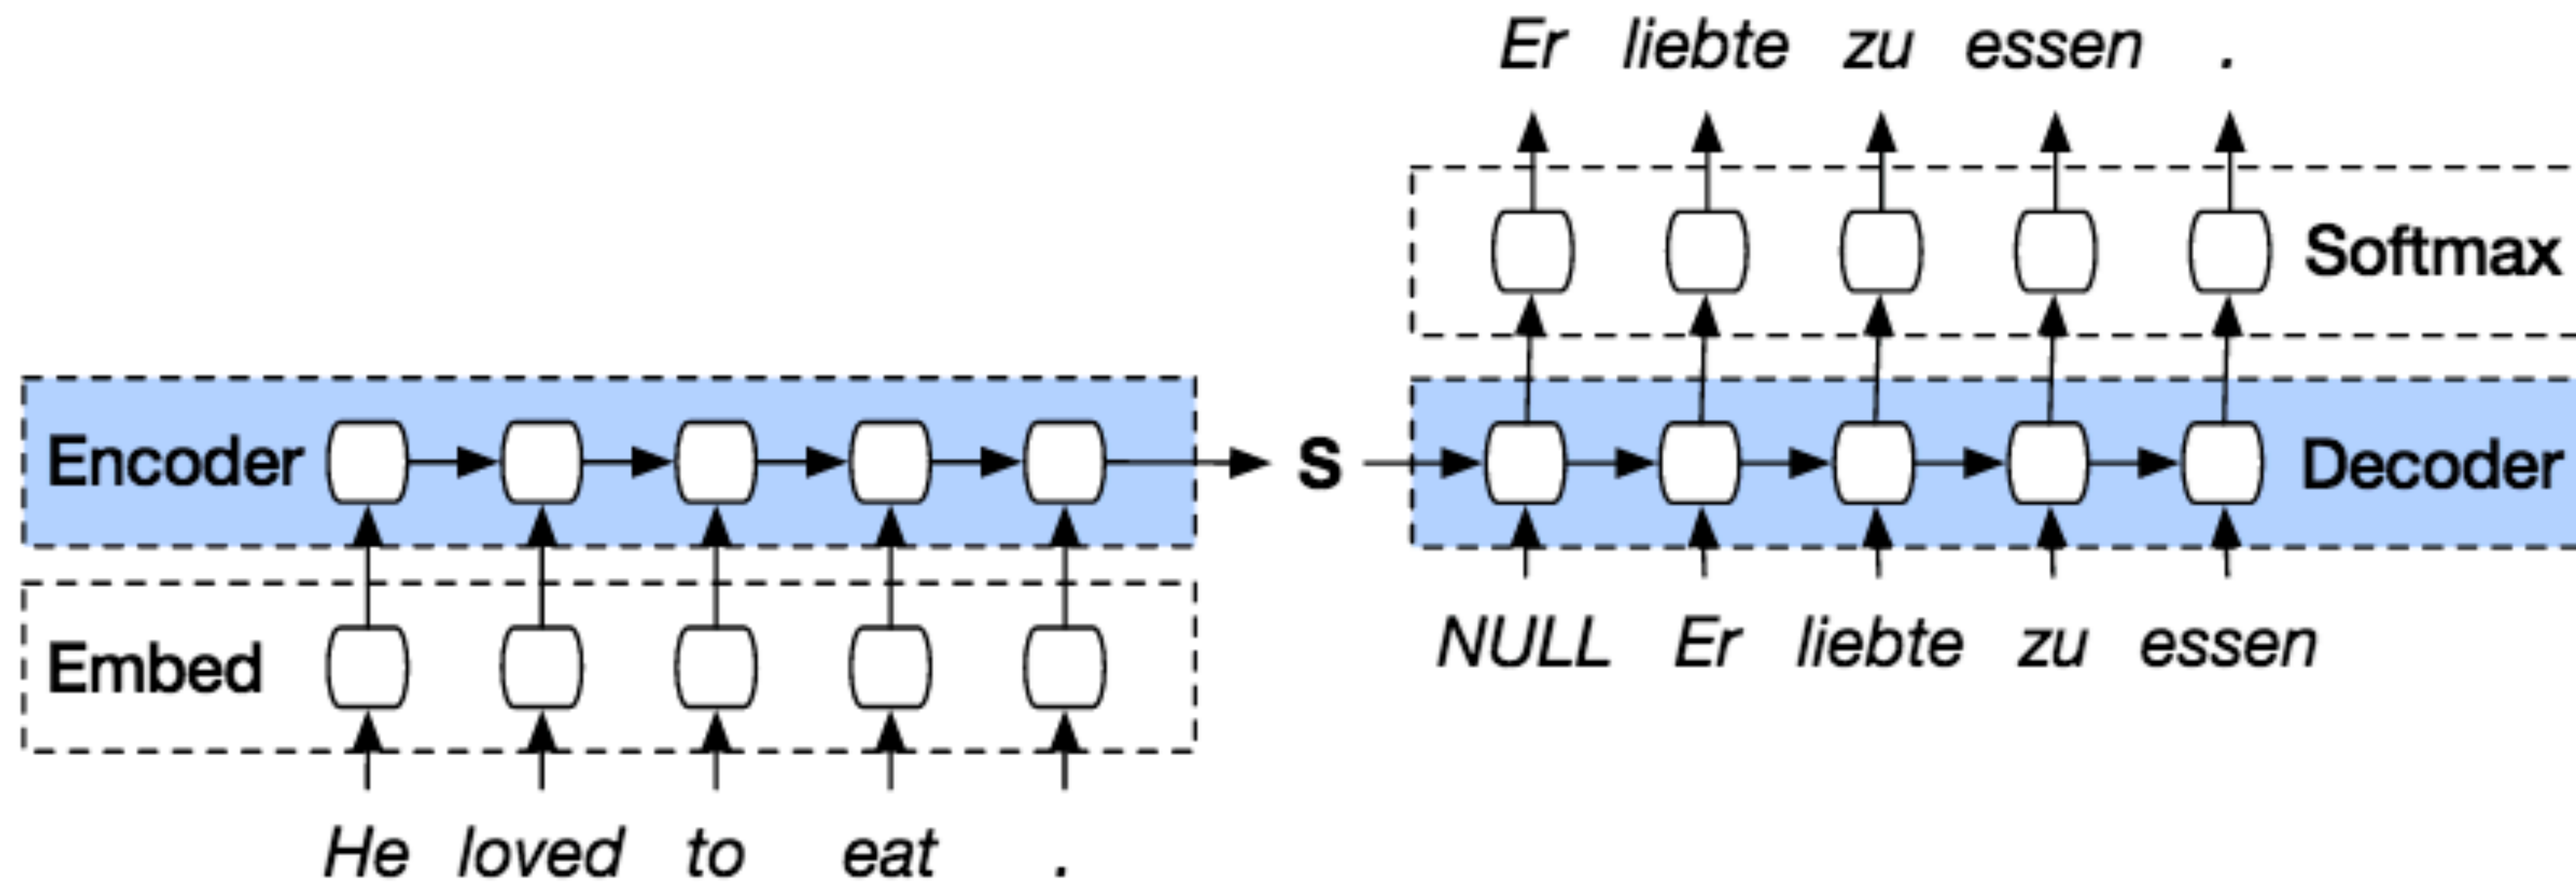 Er liebte zu essen .
Softmax
Encoder
S
Decoder
Embed
NULL Er liebte zu essen
He loved to eat .